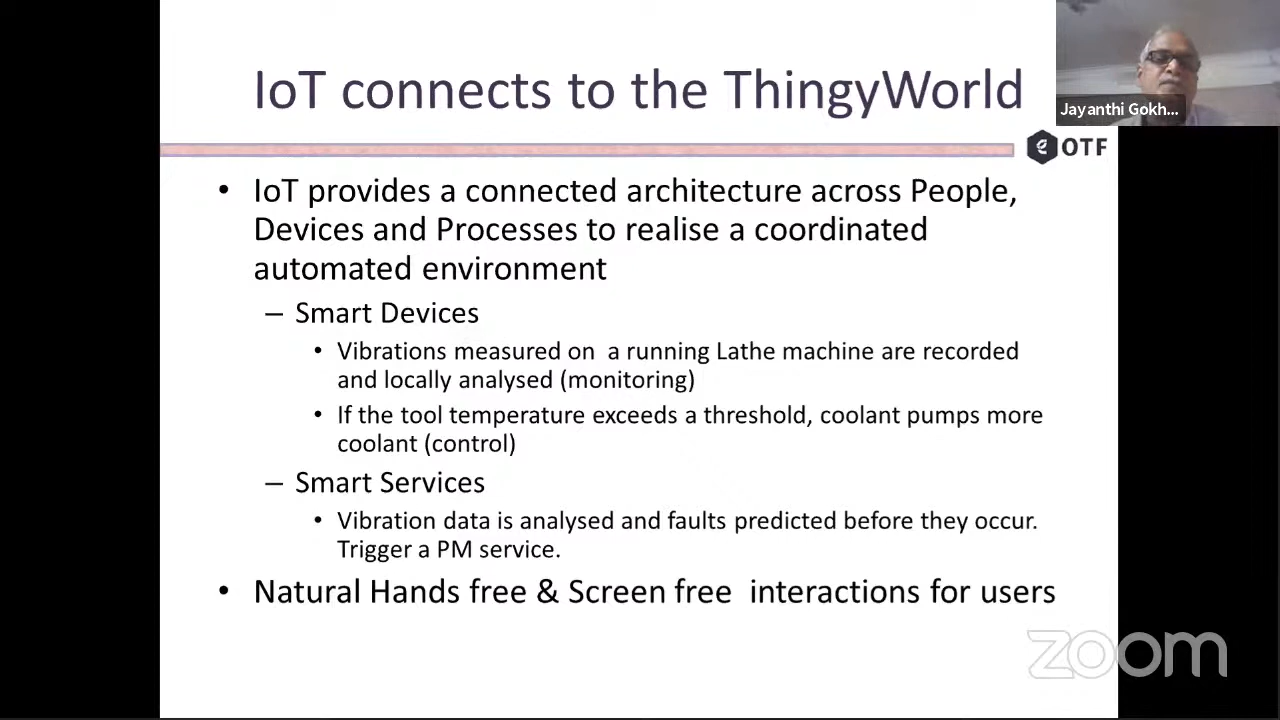 IoT connects to the ThingyWorld
Jayanthi Gokh...
OTF
• IoT provides a connected architecture across People,
Devices and Processes to realise a coordinated
automated environment
– Smart Devices
• Vibrations measured on a running Lathe machine are recorded
and locally analysed (monitoring)
• If the tool temperature exceeds a threshold, coolant pumps more
coolant (control)
– Smart Services
• Vibration data is analysed and faults predicted before they occur.
Trigger a PM service.
• Natural Hands free & Screen free interactions for users
zoom